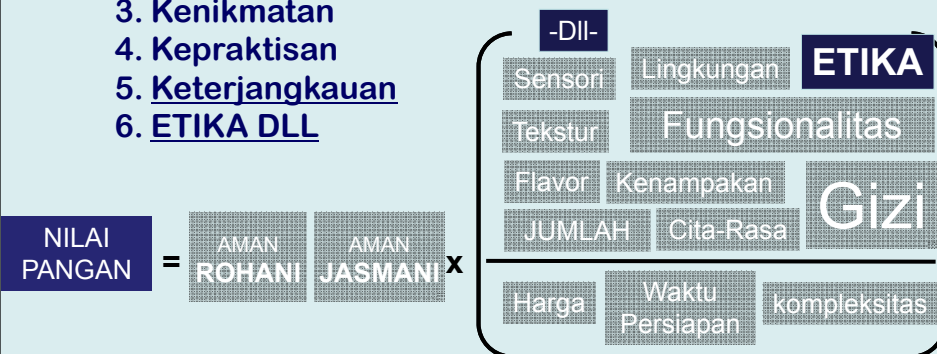 3. Kenikmatan
4. Kepraktisan
5. Keterjangkauan
6. ETIKA DLL
-Dll-
Sensori Lingkungan ETIKA
Tekstur Fungsionalitas
Flavor Kenampakan Gizi
JUMLAH Cita-Rasa
NILAI
PANGAN
=
AMAN
ROHANI
AMAN
JASMANI
x
Harga
Waktu
Persiapan
kompleksitas